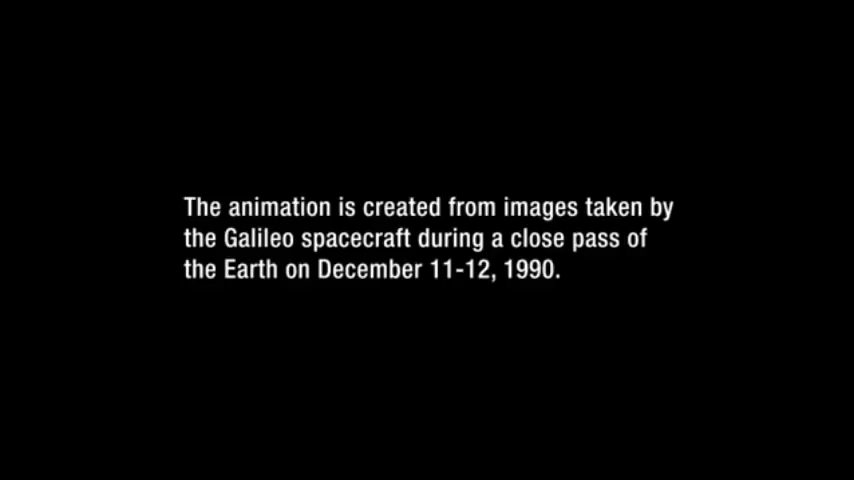 The animation is created from images taken by
the Galileo spacecraft during a close pass of
the Earth on December 11-12, 1990.